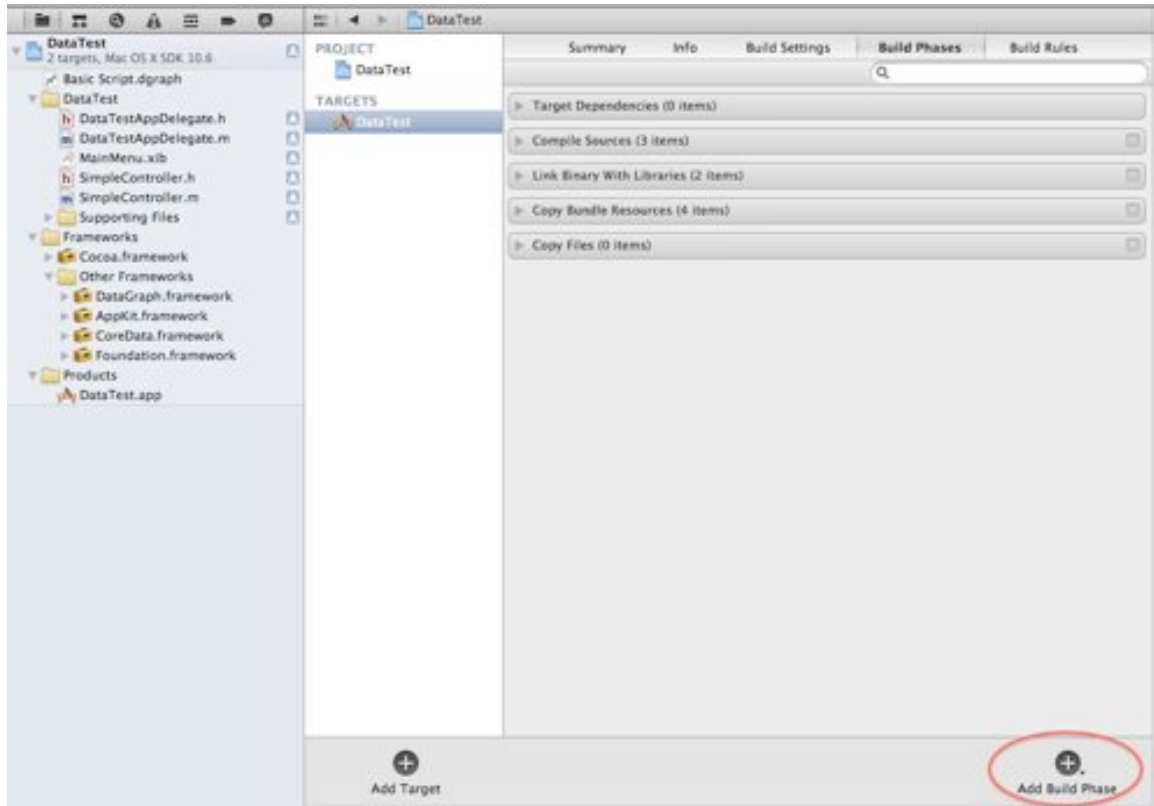 DataTest
DataTest
2 targets, Mac OS X SDK 10.6
Basic Script.dgraph
DataTest
DataTestAppDelegate.h
DataTestAppDelegate.m
MainMenu.xib
SimpleController.h
SimpleController.m
Supporting Files
Frameworks
Cocoa.framework
Other Frameworks
DataGraph.framework
AppKit.framework
CoreData.framework
Foundation.framework
Products
DataTest.app
PROJECT
DataTest
TARGETS
DataTest
Summary
Info
Build Settings
Build Phases
Build Rules
Target Dependencies (0 items)
Compile Sources (3 items)
Link Binary With Libraries (2 items)
Copy Bundle Resources (4 items)
Copy Files (0 items)
Add Target
Add Build Phase